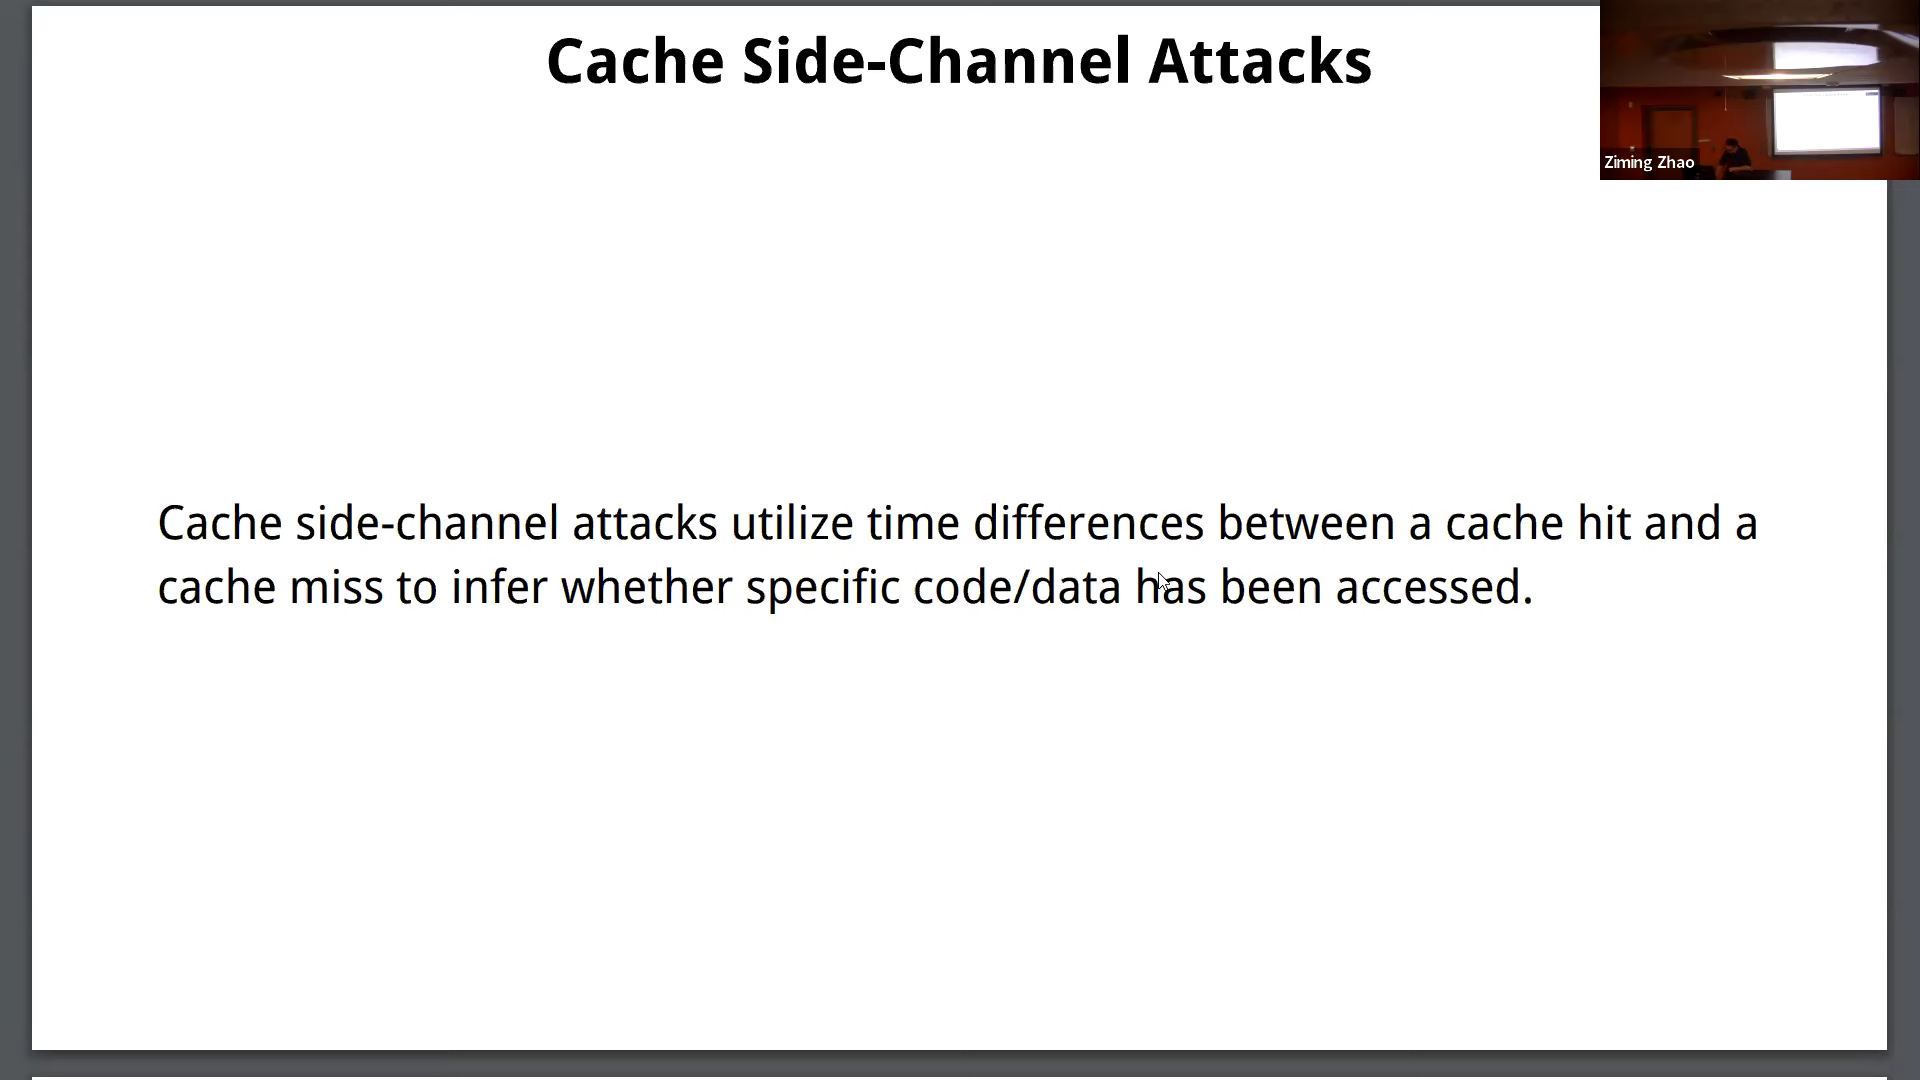 Cache Side-Channel Attacks
Ziming Zhao
Cache side-channel attacks utilize time differences between a cache hit and a
cache miss to infer whether specific code/data has been accessed.